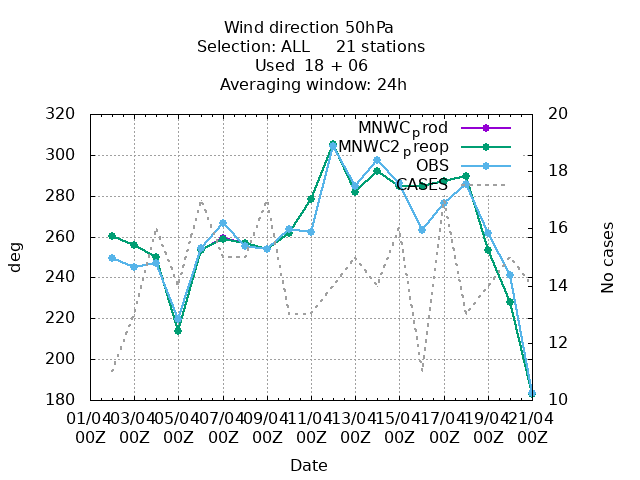 Wind direction 50hPa
Selection: ALL 21 stations
Used 18 + 06
Averaging window: 24h
320
300
280
260
240
220
200
180
deg
20
18
16
14
12
10
No cases
MNWCprod
MNWC2preop
OBS
CASES
01/04 03/04 05/04 07/04 09/04 11/04 13/04 15/04 17/04 19/04 21/04
00Z 00Z 00Z 00Z 00Z 00Z 00Z 00Z 00Z 00Z 00Z
Date